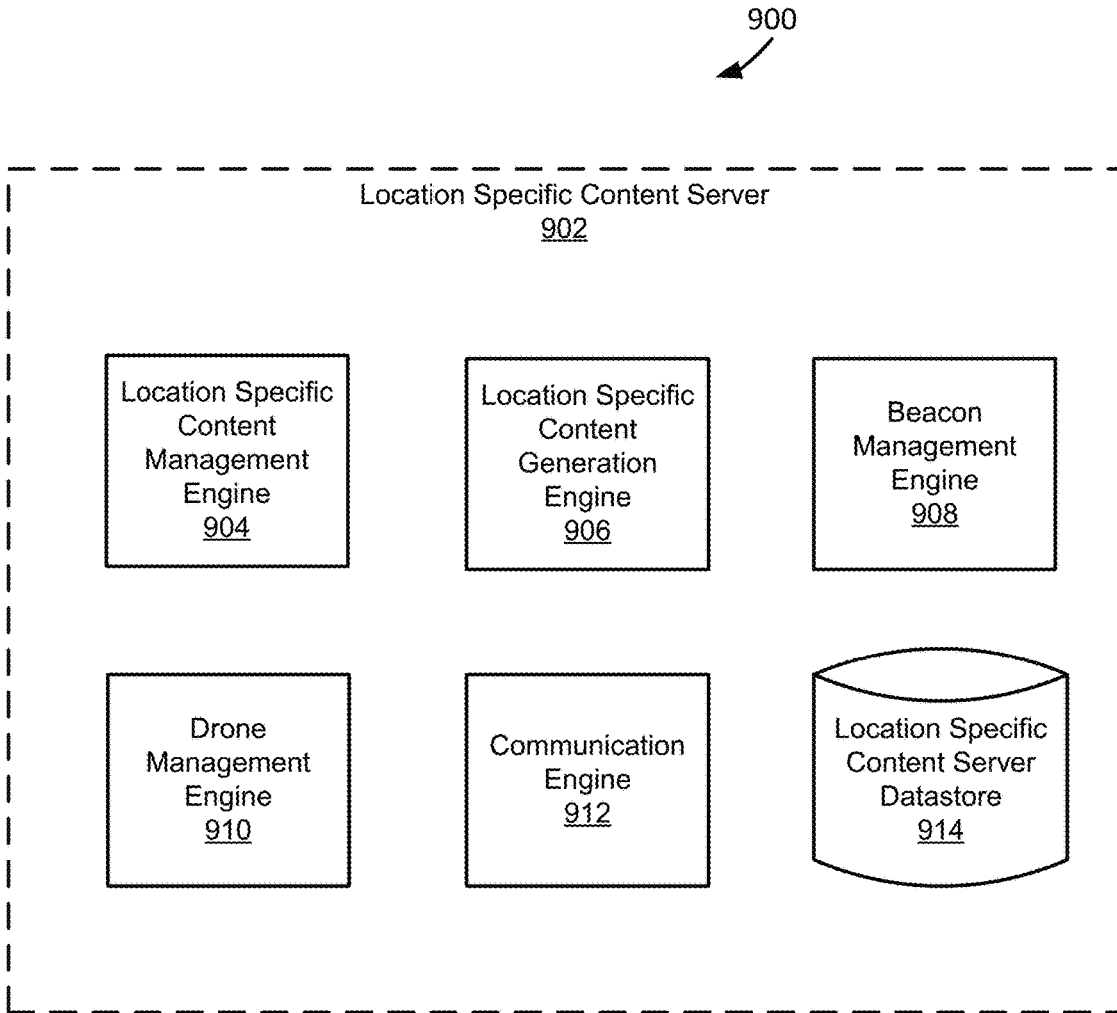 900
Location Specific Content Server
902
Location Specific
Content
Management
Engine
904
Location Specific
Content
Generation
Engine
906
Beacon
Management
Engine
908
Drone
Management
Engine
910
Communication
Engine
912
Location Specific
Content Server
Datastore
914